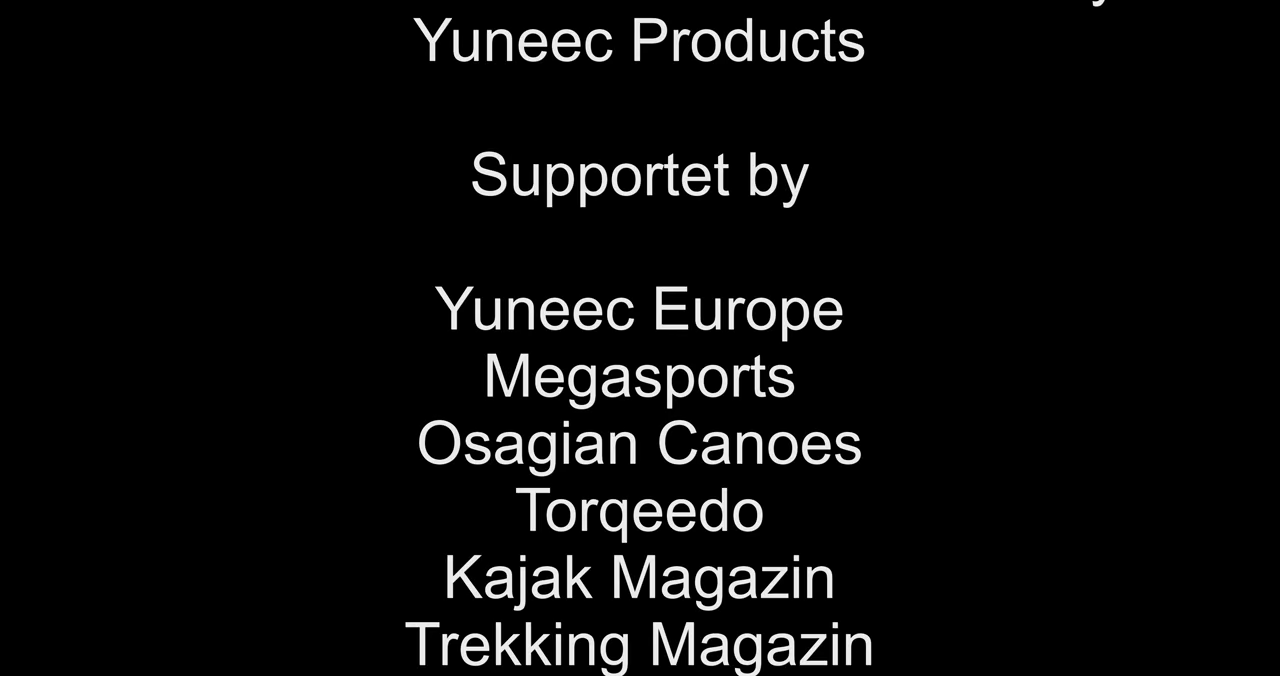 Yuneec Products
Supportet by
Yuneec Europe
Megasports
Osagian Canoes
Torqeedo
Kajak Magazin
Trekking Magazin